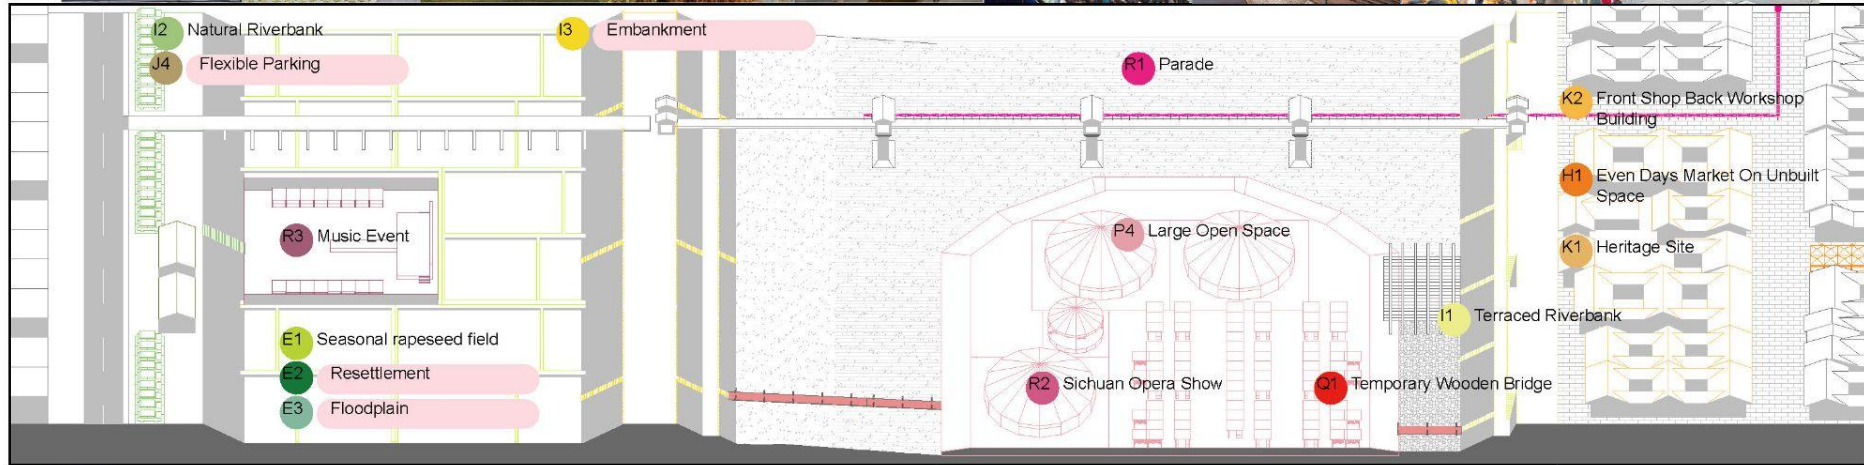 I2 Natural Riverbank
J4 Flexible Parking
I3 Embankment
R1 Parade
K2 Front Shop Back Workshop
Building
H1 Even Days Market On Unbuilt
Space
R3 Music Event
P4 Large Open Space
K1 Heritage Site
I1 Terraced Riverbank
E1 Seasonal rapeseed field
E2 Resettlement
E3 Floodplain
R2 Sichuan Opera Show
Q1 Temporary Wooden Bridge